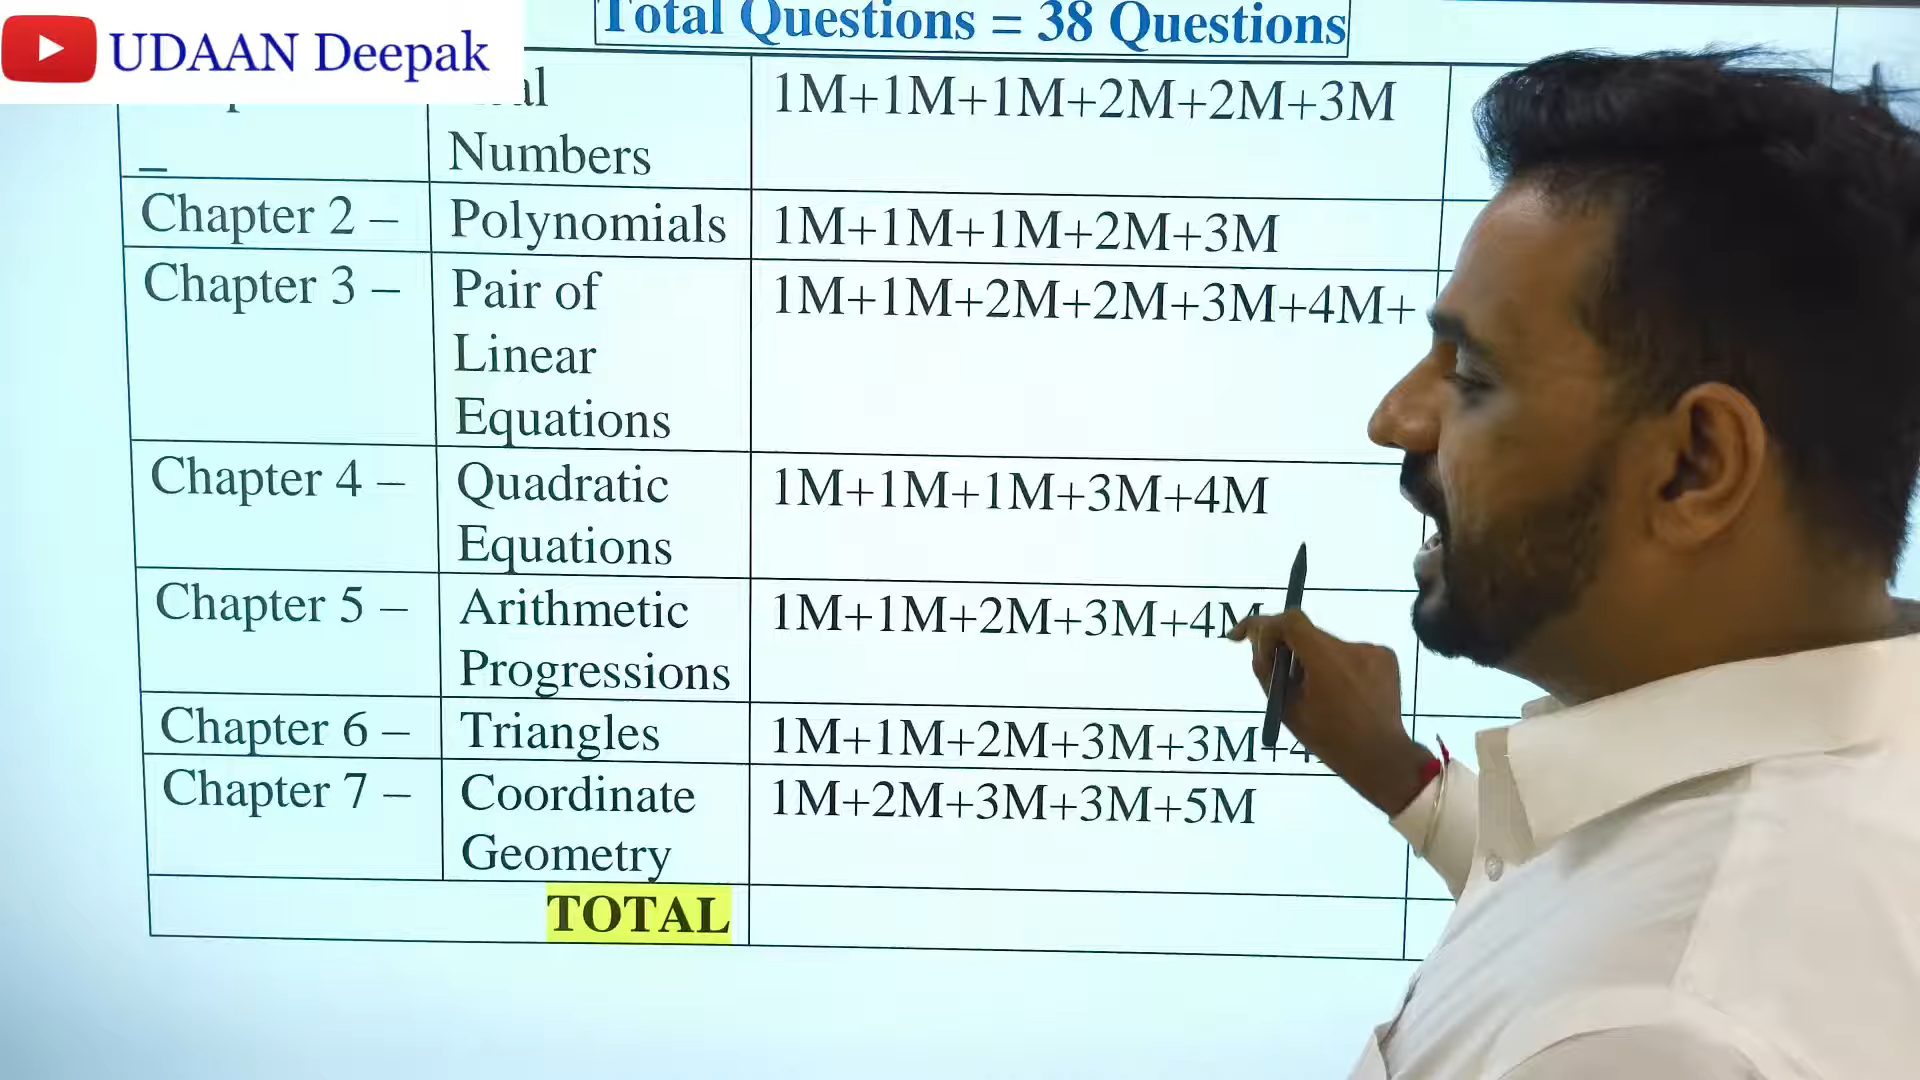 UDAAN Deepak
Total Questions = 38 Questions
1M+1M+1M+2M+2M+3M
_ Numbers
Chapter 2 – Polynomials 1M+1M+1M+2M+3M
Chapter 3 – Pair of 1M+1M+2M+2M+3M+4M+
Linear
Equations
Chapter 4 – Quadratic 1M+1M+1M+3M+4M
Equations
Chapter 5 – Arithmetic 1M+1M+2M+3M+4M
Progressions
Chapter 6 – Triangles 1M+1M+2M+3M+3M+4
Chapter 7 – Coordinate 1M+2M+3M+3M+5M
Geometry
TOTAL